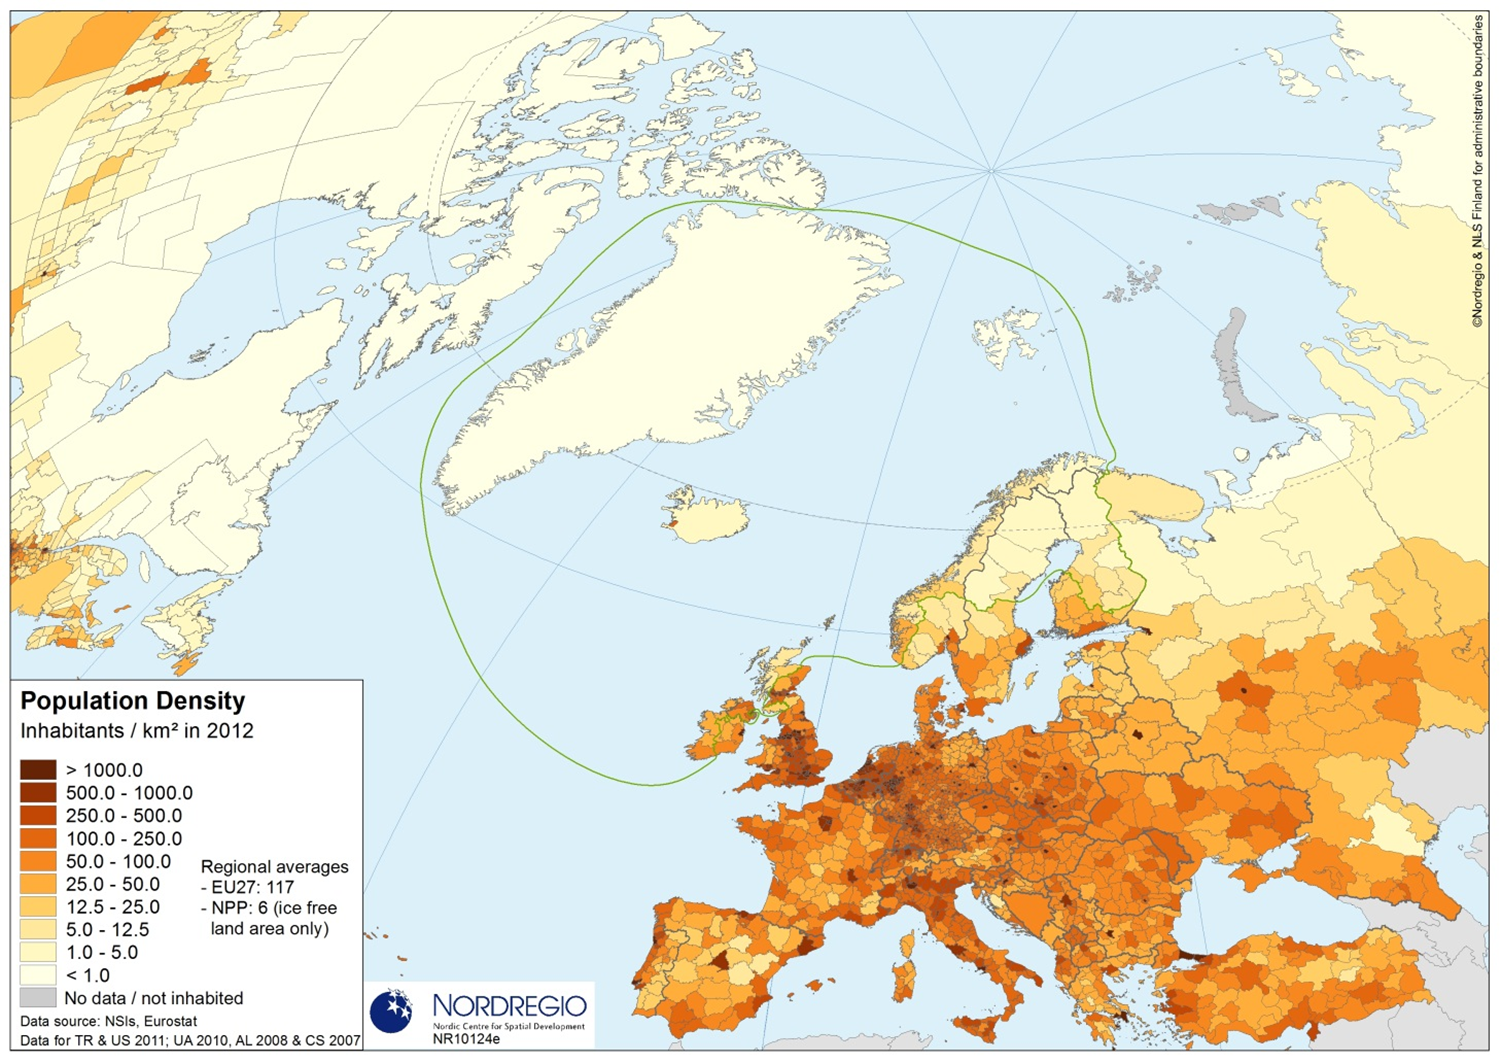 ©Nordregio & NLS Finland for administrative boundaries
Population Density
Inhabitants / km² in 2012
> 1000.0
500.0 - 1000.0
250.0 - 500.0
100.0 - 250.0
50.0 - 100.0
25.0 - 50.0
12.5 - 25.0
5.0 - 12.5
1.0 - 5.0
< 1.0
No data / not inhabited
Regional averages
- EU27: 117
- NPP: 6 (ice free
land area only)
Data source: NSIs, Eurostat
Data for TR & US 2011; UA 2010, AL 2008 & CS 2007
NORDREGIO
Nordic Centre for Spatial Development
NR10124e